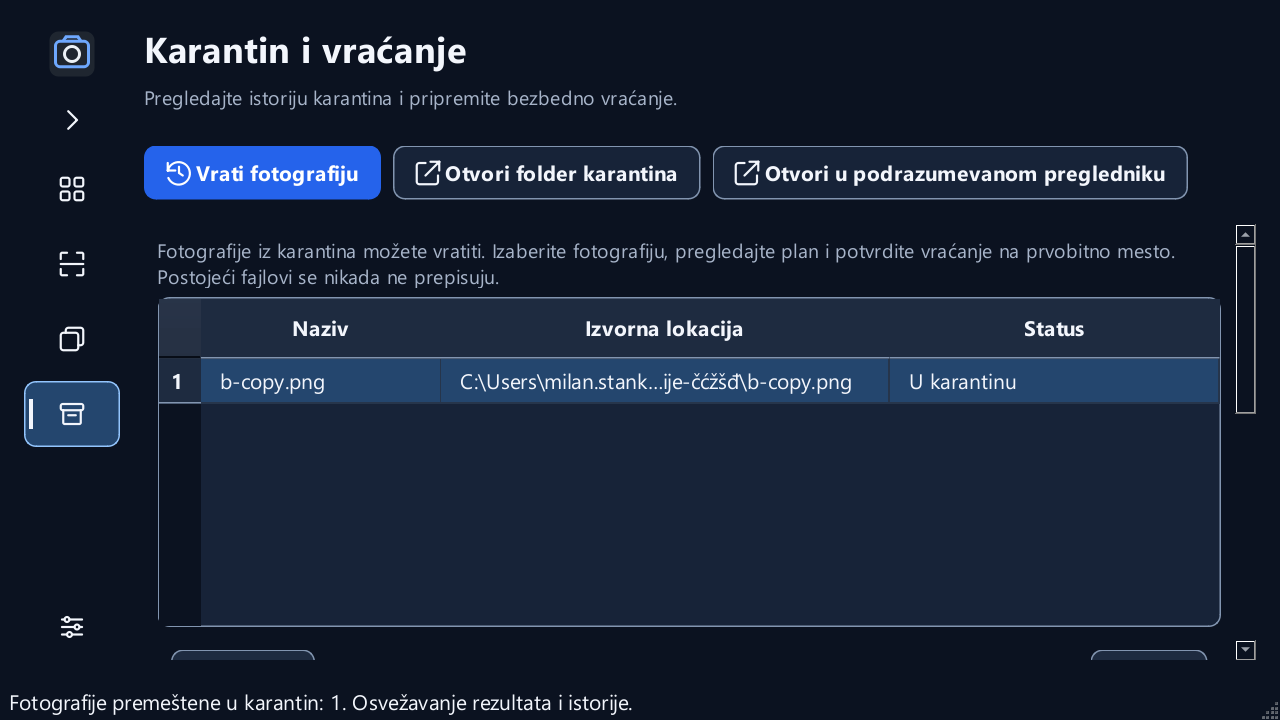 Karantin i vraćanje
Pregledajte istoriju karantina i pripremite bezbedno vraćanje.
Vrati fotografiju
Otvori folder karantina
Otvori u podrazumevanom pregledniku
Fotografije iz karantina možete vratiti. Izaberite fotografiju, pregledajte plan i potvrdite vraćanje na prvobitno mesto.
Postojeći fajlovi se nikada ne prepisuju.
Naziv
Izvorna lokacija
Status
1
b-copy.png
C:\Users\milan.stank...ije-čćžšđ\b-copy.png
U karantinu
Fotografije premeštene u karantin: 1. Osvežavanje rezultata i istorije.